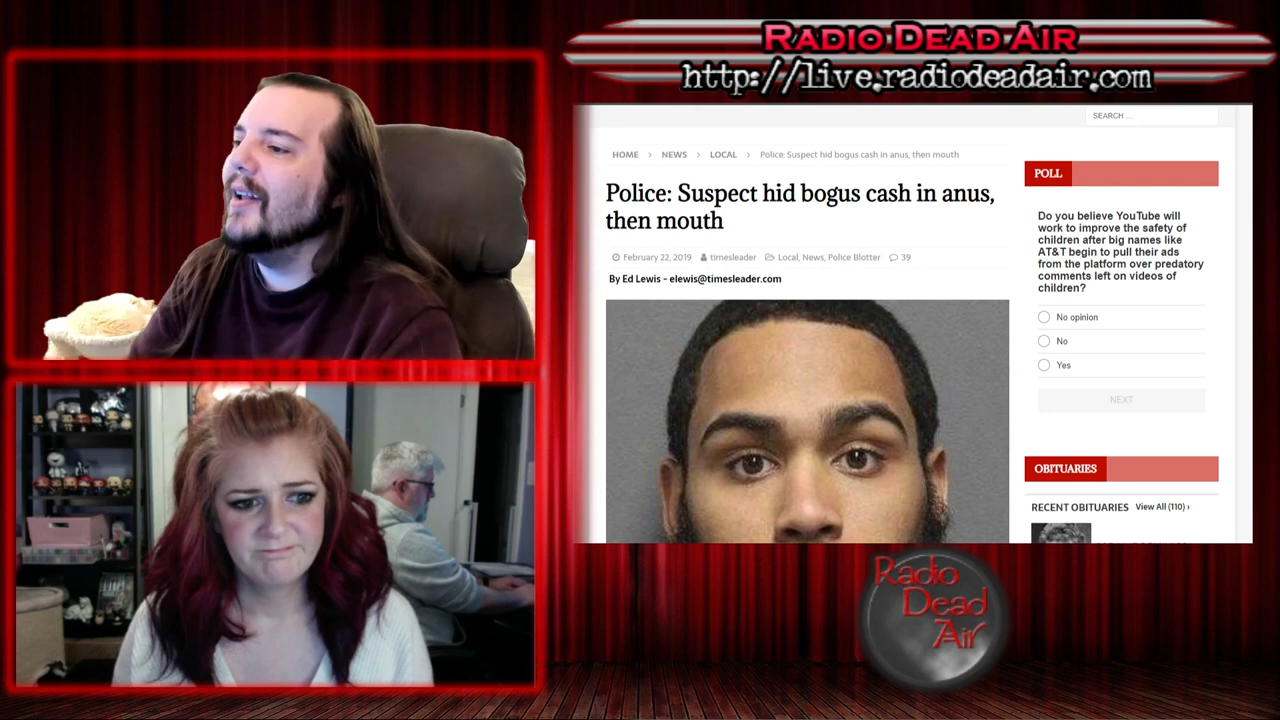 RADIO DEAD AIR
http://live.radiodeadair.com
SEARCH ...
HOME > NEWS > LOCAL > Police: Suspect hid bogus cash in anus, then mouth
Police: Suspect hid bogus cash in anus,
then mouth
February 22, 2019 timesleader Local, News, Police Blotter 39
By Ed Lewis - elewis@timesleader.com
POLL
Do you believe YouTube will
work to improve the safety of
children after big names like
AT&T begin to pull their ads
from the platform over predatory
comments left on videos of
children?
No opinion
No
Yes
NEXT
OBITUARIES
RECENT OBITUARIES View All (110) ›
Radio
Dead
Air